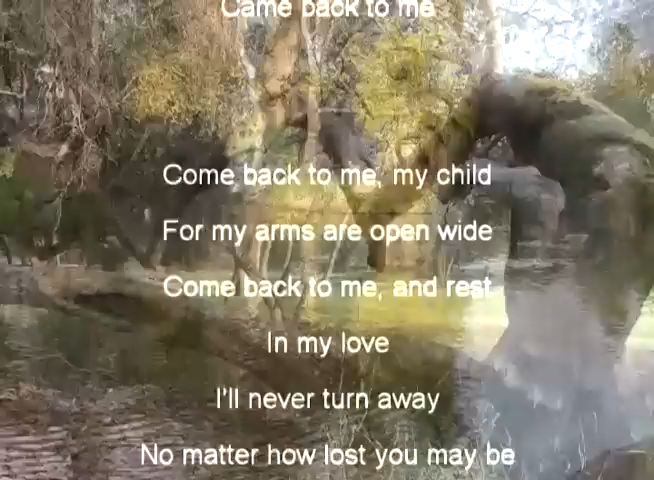 Came back to me
Come back to me, my child
For my arms are open wide
Come back to me, and rest
In my love
I'll never turn away
No matter how lost you may be